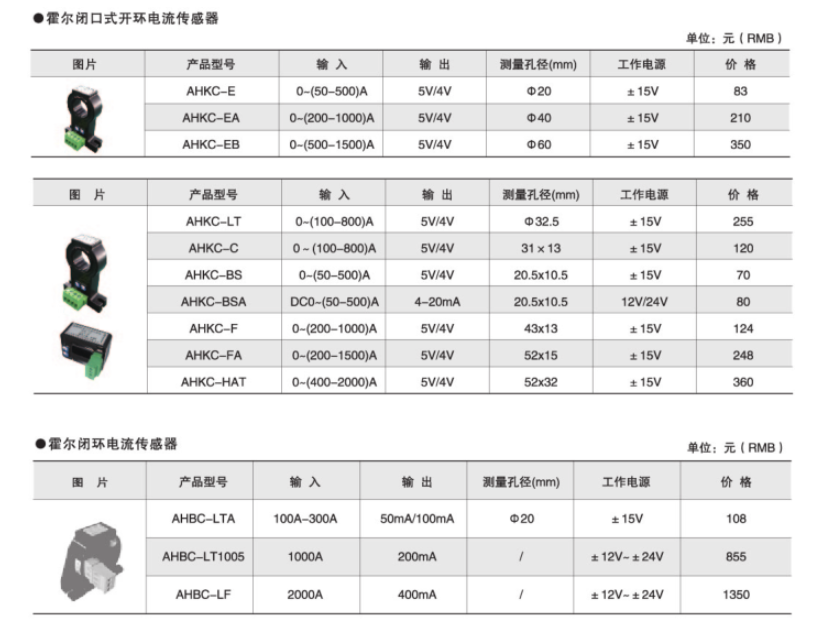 ●霍尔闭口式开环电流传感器
单位：元（RMB）
图片 产品型号 输 入 输 出 测量孔径(mm) 工作电源 价 格
AHKC-E 0~(50-500)A 5V/4V Φ20 ±15V 83
AHKC-EA 0~(200-1000)A 5V/4V Φ40 ±15V 210
AHKC-EB 0~(500-1500)A 5V/4V Φ60 ±15V 350
图 片 产品型号 输 入 输 出 测量孔径(mm) 工作电源 价 格
AHKC-LT 0~(100-800)A 5V/4V Φ32.5 ±15V 255
AHKC-C 0~(100-800)A 5V/4V 31×13 ±15V 120
AHKC-BS 0~(50-500)A 5V/4V 20.5x10.5 ±15V 70
AHKC-BSA DC0~(50-500)A 4-20mA 20.5x10.5 12V/24V 80
AHKC-F 0~(200-1000)A 5V/4V 43x13 ±15V 124
AHKC-FA 0~(200-1500)A 5V/4V 52x15 ±15V 248
AHKC-HAT 0~(400-2000)A 5V/4V 52x32 ±15V 360
●霍尔闭环电流传感器
单位：元（RMB）
图 片 产品型号 输 入 输 出 测量孔径(mm) 工作电源 价 格
AHBC-LTA 100A-300A 50mA/100mA Φ20 ±15V 108
AHBC-LT1005 1000A 200mA / ±12V~±24V 855
AHBC-LF 2000A 400mA / ±12V~±24V 1350